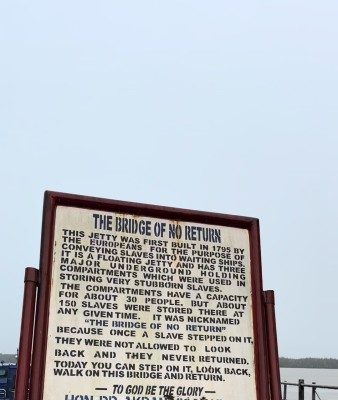 THE BRIDGE OF NO RETURN
THIS JETTY WAS FIRST BUILT IN 1795 BY
THE EUROPEANS FOR THE PURPOSE OF
CONVEYING SLAVES INTO WAITING SHIPS.
IT IS A FLOATING JETTY AND HAS THREE
MAJOR UNDERGROUND HOLDING
COMPARTMENTS WHICH WERE USED IN
STORING VERY STUBBORN SLAVES.
THE COMPARTMENTS HAVE A CAPACITY
FOR ABOUT 30 PEOPLE, BUT ABOUT
150 SLAVES WERE STORED THERE AT
ANY GIVEN TIME. IT WAS NICKNAMED
"THE BRIDGE OF NO RETURN"
BECAUSE ONCE A SLAVE STEPPED ON IT,
THEY WERE NOT ALLOWED TO LOOK
BACK AND THEY NEVER RETURNED.
TODAY YOU CAN STEP ON IT, LOOK BACK,
WALK ON THIS BRIDGE AND RETURN.
— TO GOD BE THE GLORY —